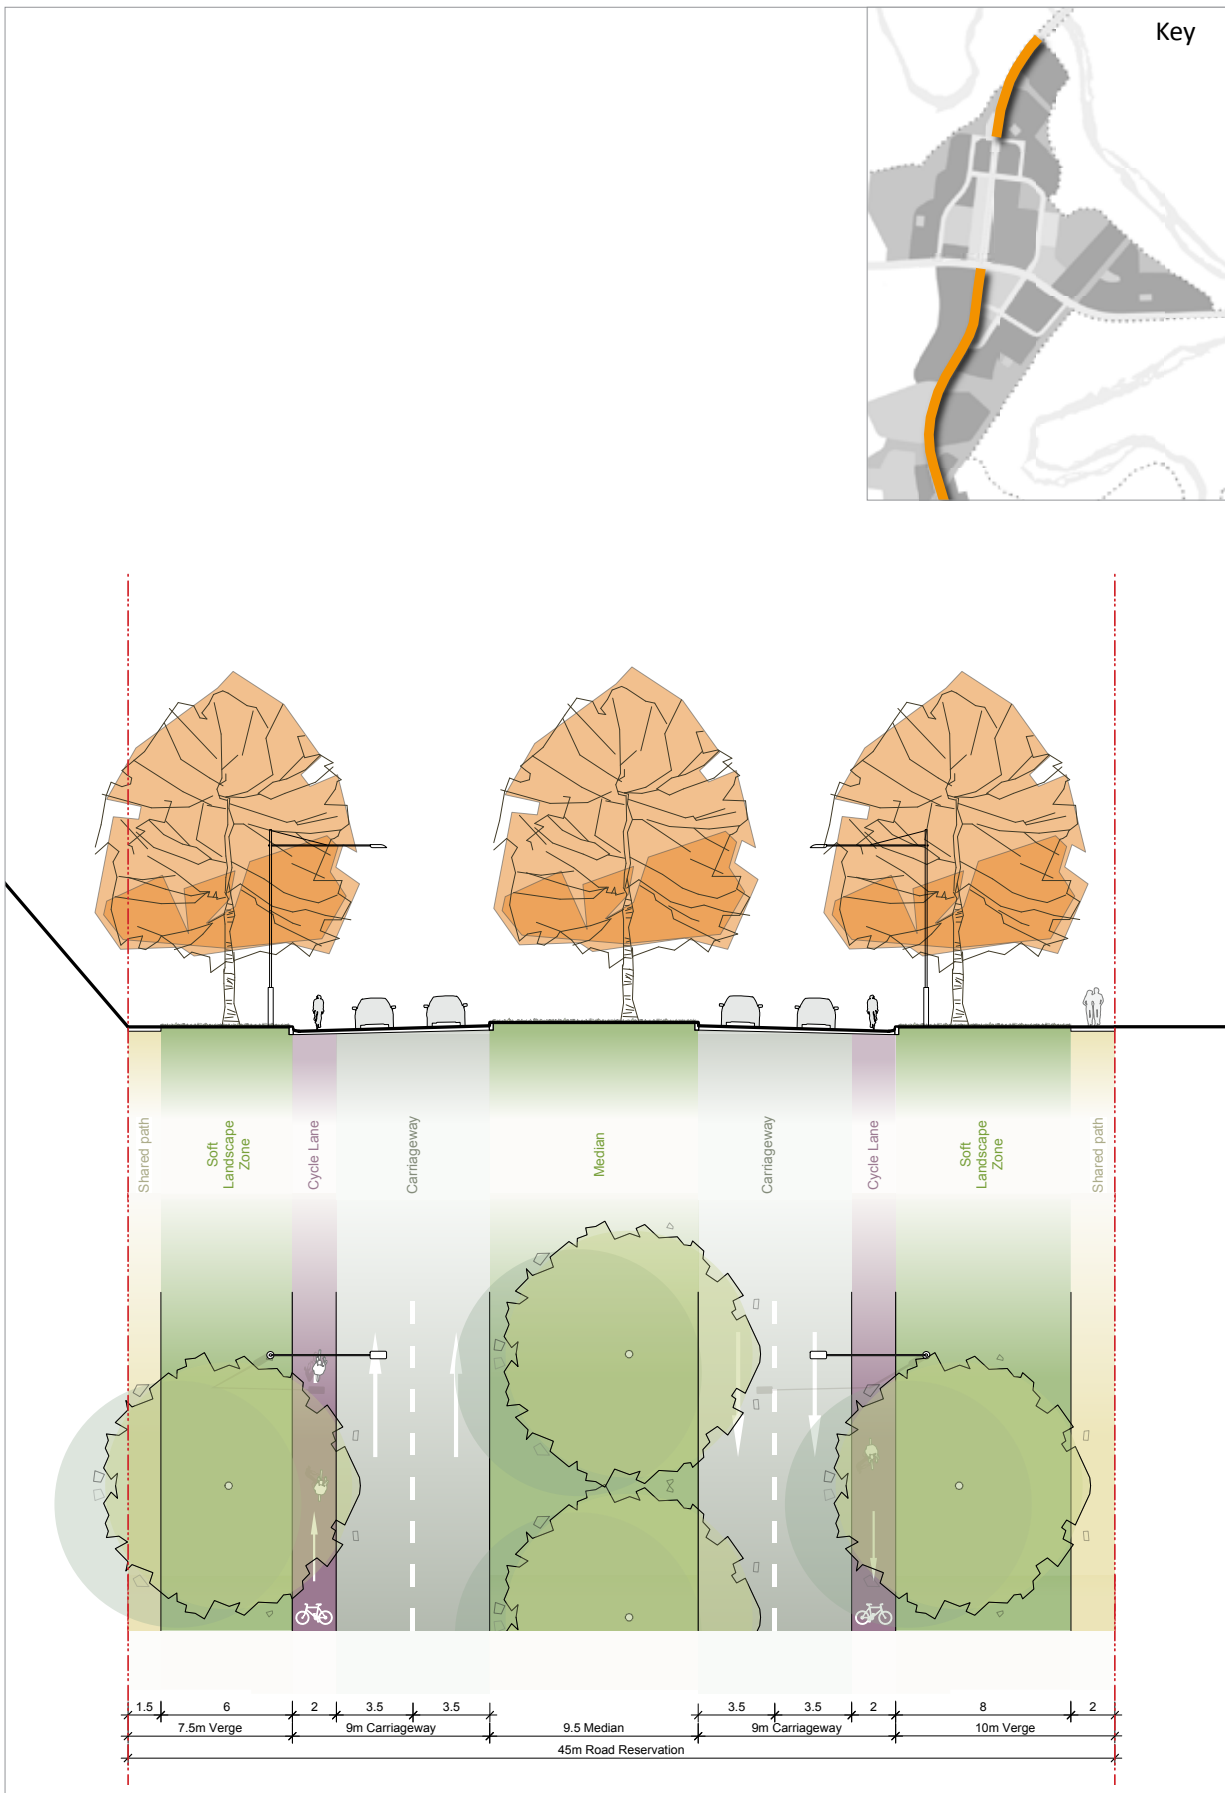 Key
Shared path
Soft
Landscape
Zone
Cycle Lane
Carriageway
Median
Carriageway
Cycle Lane
Soft
Landscape
Zone
Shared path
1.5 6 2 3.5 3.5 3.5 3.5 2 8 2
7.5m Verge 9m Carriageway 9.5 Median 9m Carriageway 10m Verge
45m Road Reservation